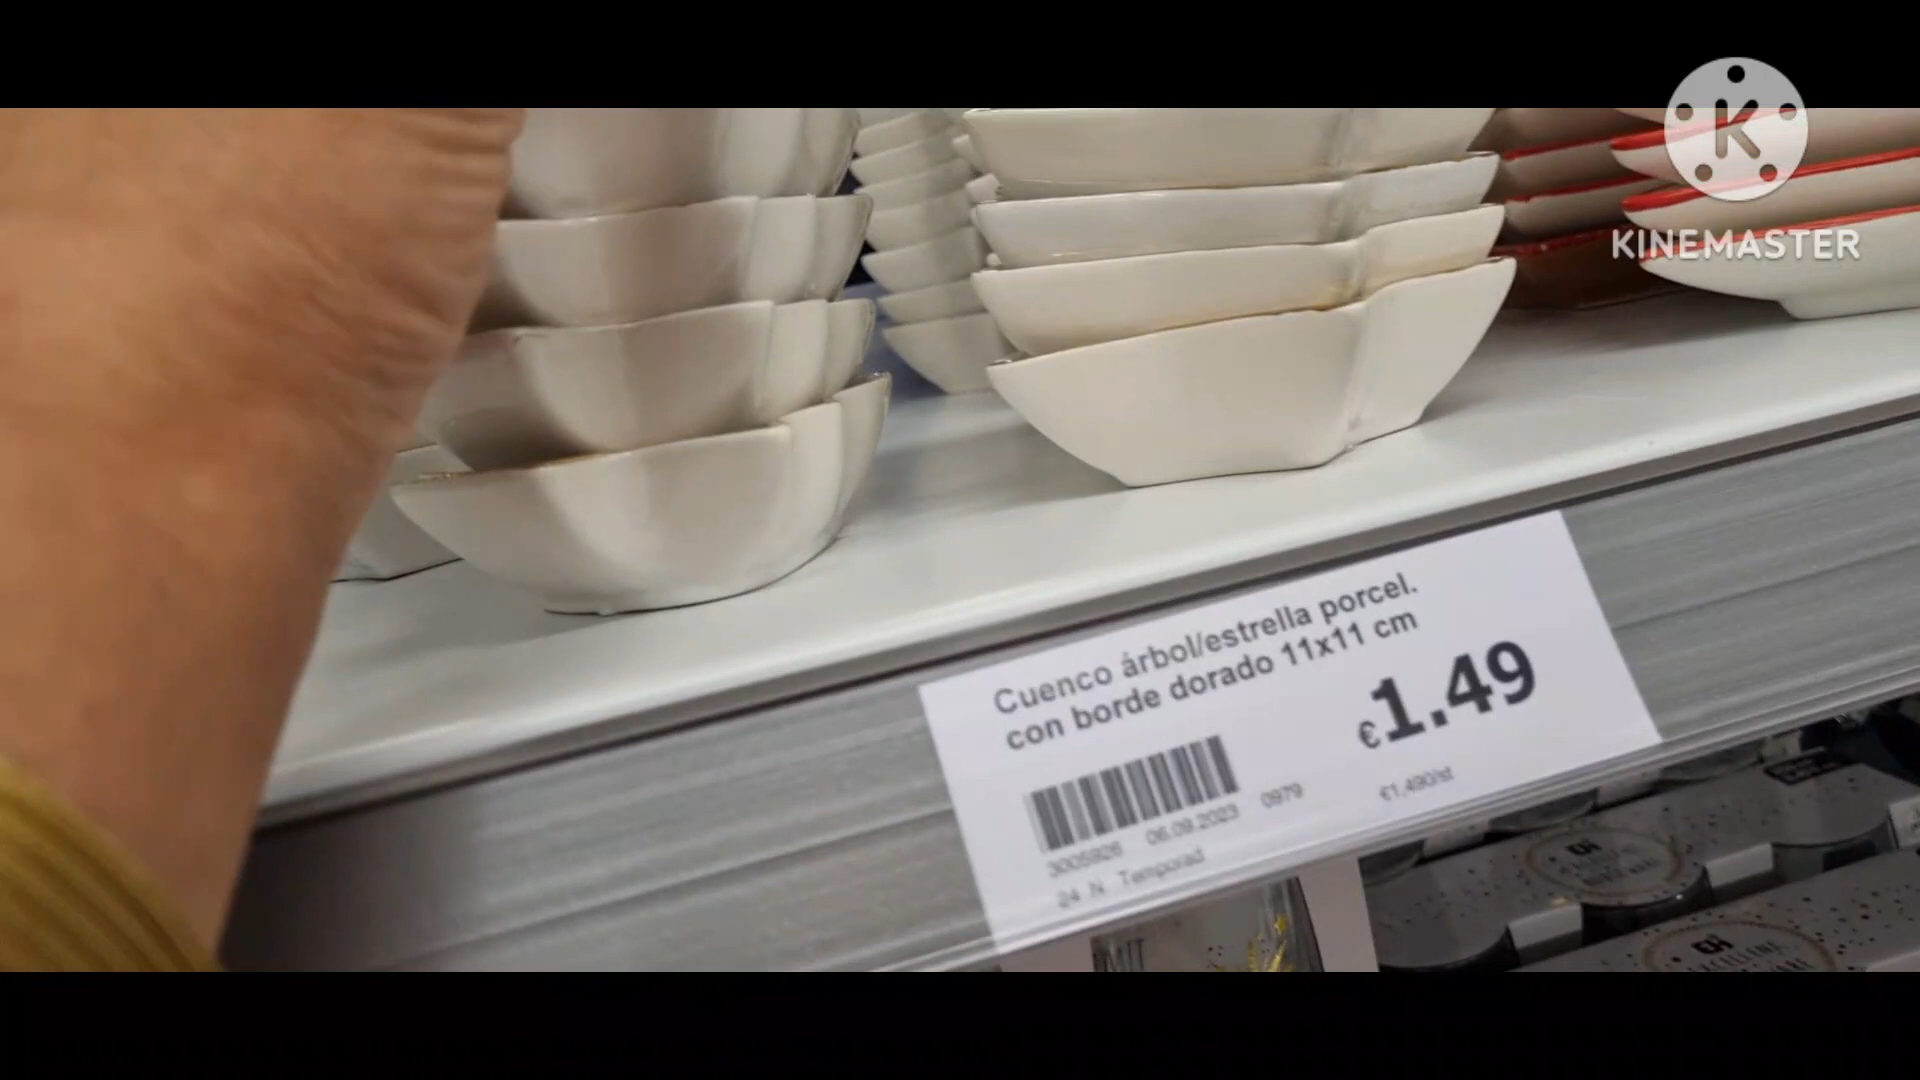 KINEMASTER
Cuenco árbol/estrella porcel.
con borde dorado 11x11 cm
€1.49
€1,490/st
3005926 06.09.2023 0979
24 N Temporad